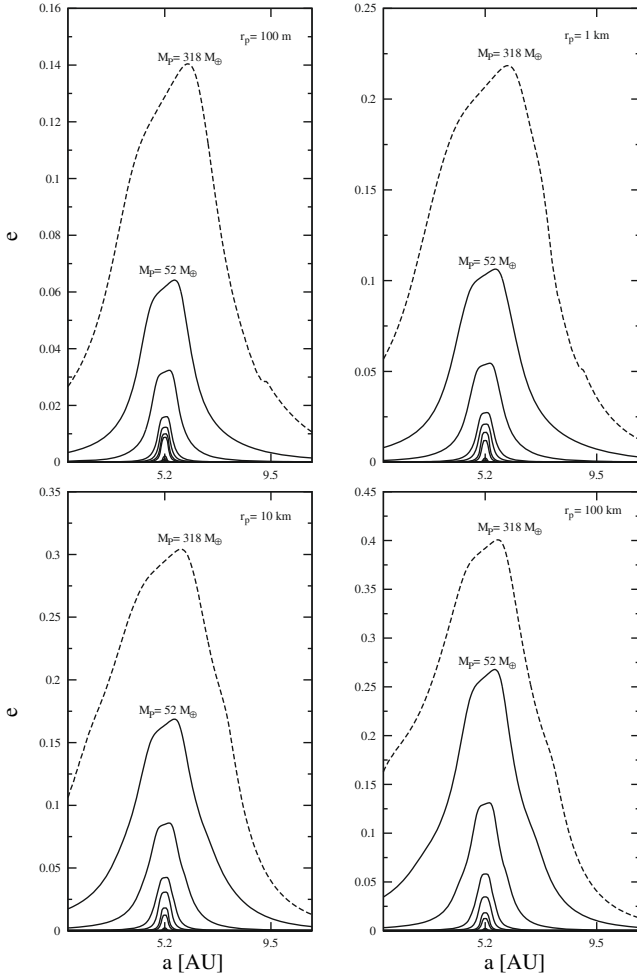 0.16
0.14
0.12
0.1
0.08
0.06
0.04
0.02
0
e
r_p= 100 m
M_P= 318 M_⊕
M_P= 52 M_⊕
5.2
9.5
0.25
0.2
0.15
0.1
0.05
0
r_p= 1 km
M_P= 318 M_⊕
M_P= 52 M_⊕
5.2
9.5
0.35
0.3
0.25
0.2
0.15
0.1
0.05
0
e
r_p= 10 km
M_P= 318 M_⊕
M_P= 52 M_⊕
5.2
9.5
a [AU]
0.45
0.4
0.35
0.3
0.25
0.2
0.15
0.1
0.05
0
r_p= 100 km
M_P= 318 M_⊕
M_P= 52 M_⊕
5.2
9.5
a [AU]